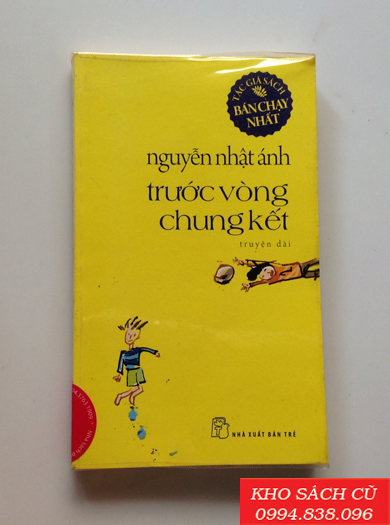 TÁC GIẢ SÁCH
BÁN CHẠY
NHẤT
nguyễn nhật ánh
trước vòng
chung kết
truyện dài
NHÀ XUẤT BẢN TRẺ
KHO SÁCH CŨ
0994.838.096